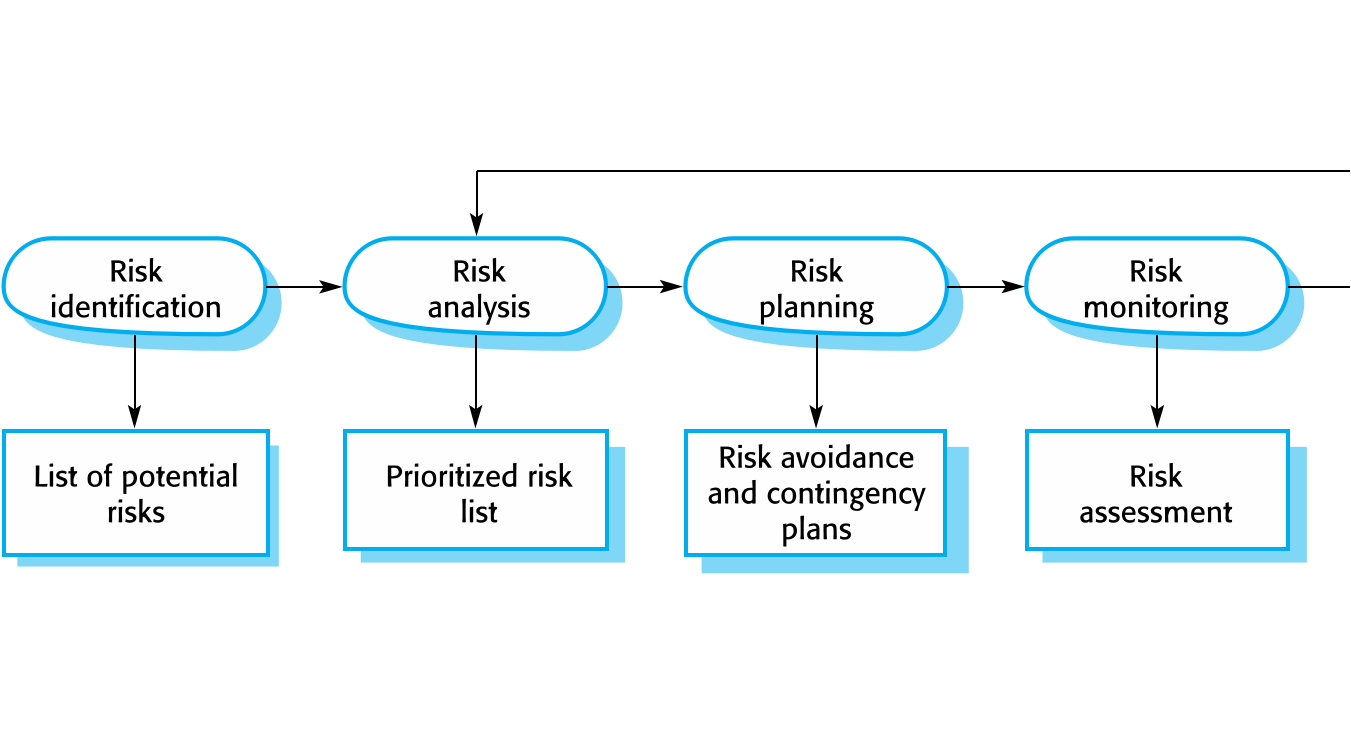 Risk
identification
Risk
analysis
Risk
planning
Risk
monitoring
List of potential
risks
Prioritized risk
list
Risk avoidance
and contingency
plans
Risk
assessment